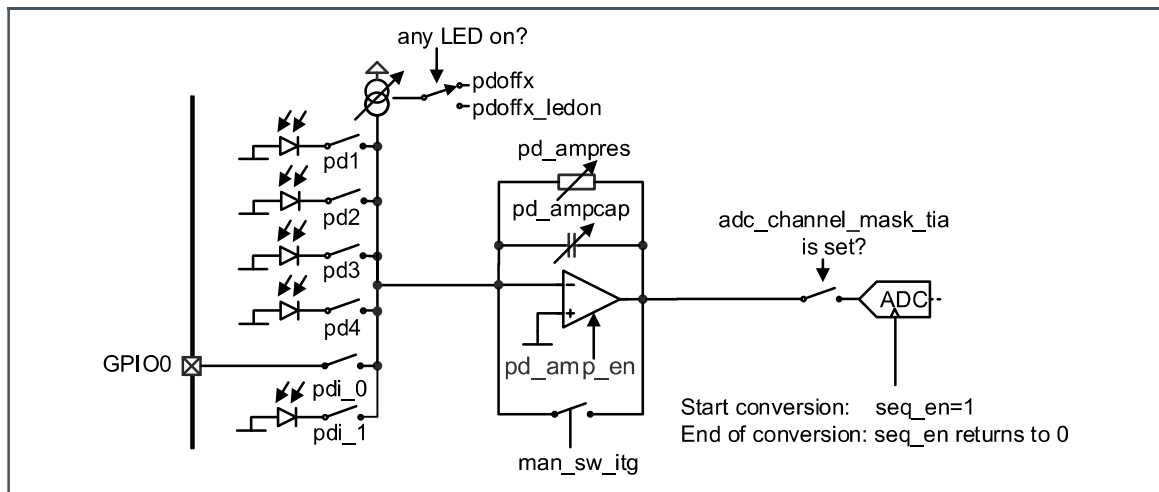 any LED on?
pdoffx
pdoffx_ledon
pd1
pd2
pd3
pd4
GPIO0
pdi_0
pdi_1
pd_ampres
pd_ampcap
pd_amp_en
man_sw_itg
adc_channel_mask_tia
is set?
ADC
Start conversion: seq_en=1
End of conversion: seq_en returns to 0